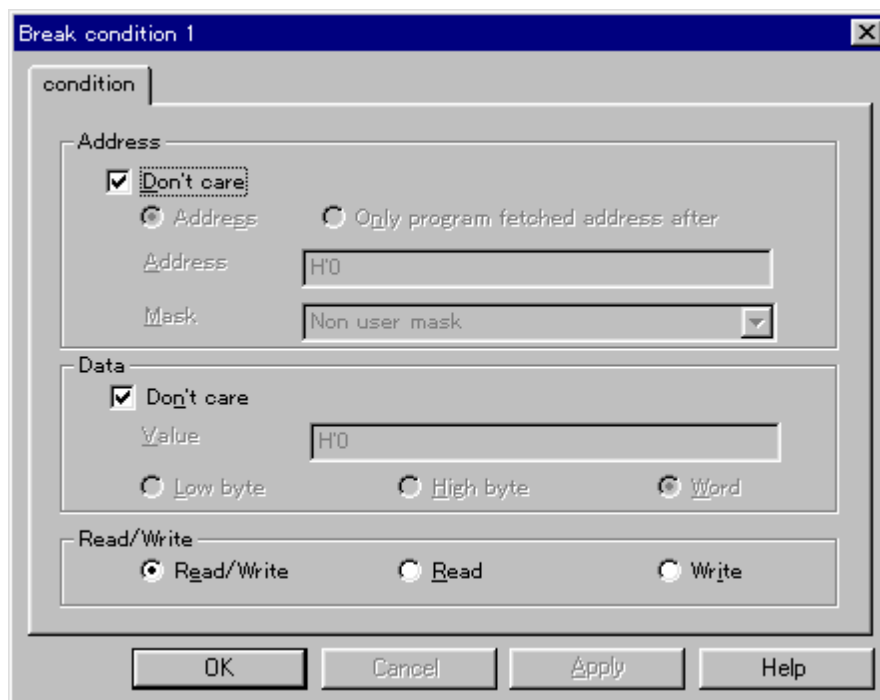 Break condition 1
condition
Address
Don't care
Address Only program fetched address after
Address H'0
Mask Non user mask
Data
Don't care
Value H'0
Low byte High byte Word
Read/Write
Read/Write Read Write
OK Cancel Apply Help